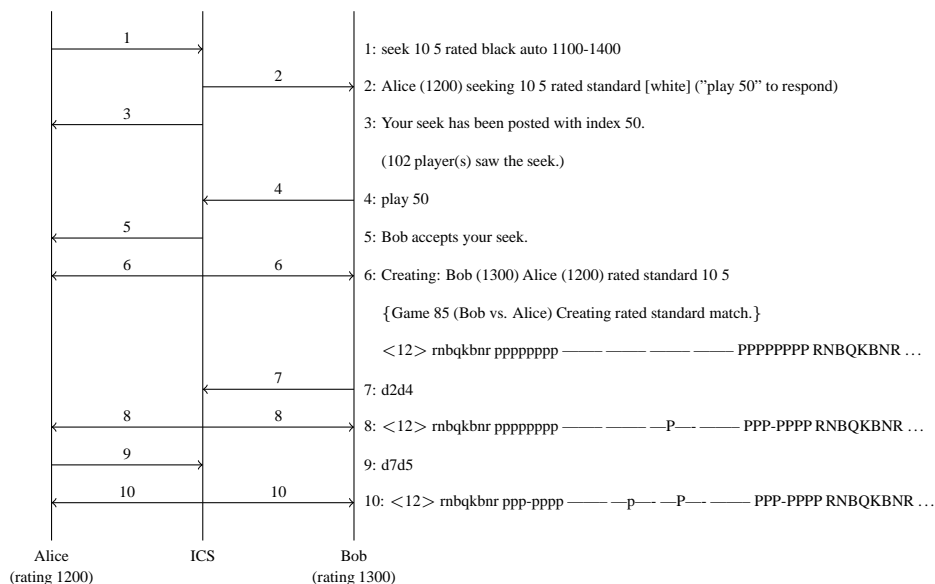 1
1: seek 10 5 rated black auto 1100-1400
2
2: Alice (1200) seeking 10 5 rated standard [white] (”play 50” to respond)
3
3: Your seek has been posted with index 50.
(102 player(s) saw the seek.)
4
4: play 50
5
5: Bob accepts your seek.
6 6
6: Creating: Bob (1300) Alice (1200) rated standard 10 5
{Game 85 (Bob vs. Alice) Creating rated standard match.}
<12> rnbqkbnr pppppppp ——— ——— ——— ——— PPPPPPPP RNBQKBNR ...
7
7: d2d4
8 8
8: <12> rnbqkbnr pppppppp ——— ——— —P—- ——— PPP-PPPP RNBQKBNR ...
9
9: d7d5
10 10
10: <12> rnbqkbnr ppp-pppp ——— —p—- —P—- ——— PPP-PPPP RNBQKBNR ...
Alice ICS Bob
(rating 1200) (rating 1300)